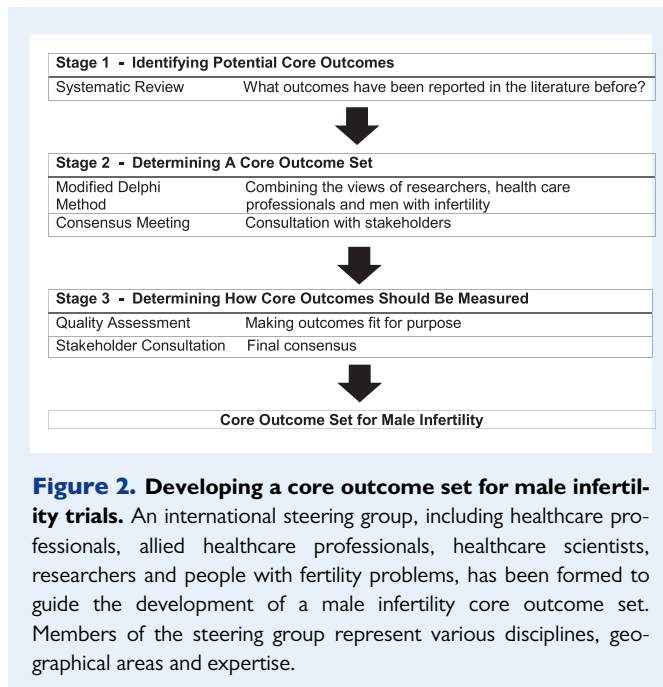 Stage 1 - Identifying Potential Core Outcomes
Systematic Review What outcomes have been reported in the literature before?
Stage 2 - Determining A Core Outcome Set
Modified Delphi Combining the views of researchers, health care
Method professionals and men with infertility
Consensus Meeting Consultation with stakeholders
Stage 3 - Determining How Core Outcomes Should Be Measured
Quality Assessment Making outcomes fit for purpose
Stakeholder Consultation Final consensus
Core Outcome Set for Male Infertility
Figure 2. Developing a core outcome set for male infertil-
ity trials. An international steering group, including healthcare pro-
fessionals, allied healthcare professionals, healthcare scientists,
researchers and people with fertility problems, has been formed to
guide the development of a male infertility core outcome set.
Members of the steering group represent various disciplines, geo-
graphical areas and expertise.